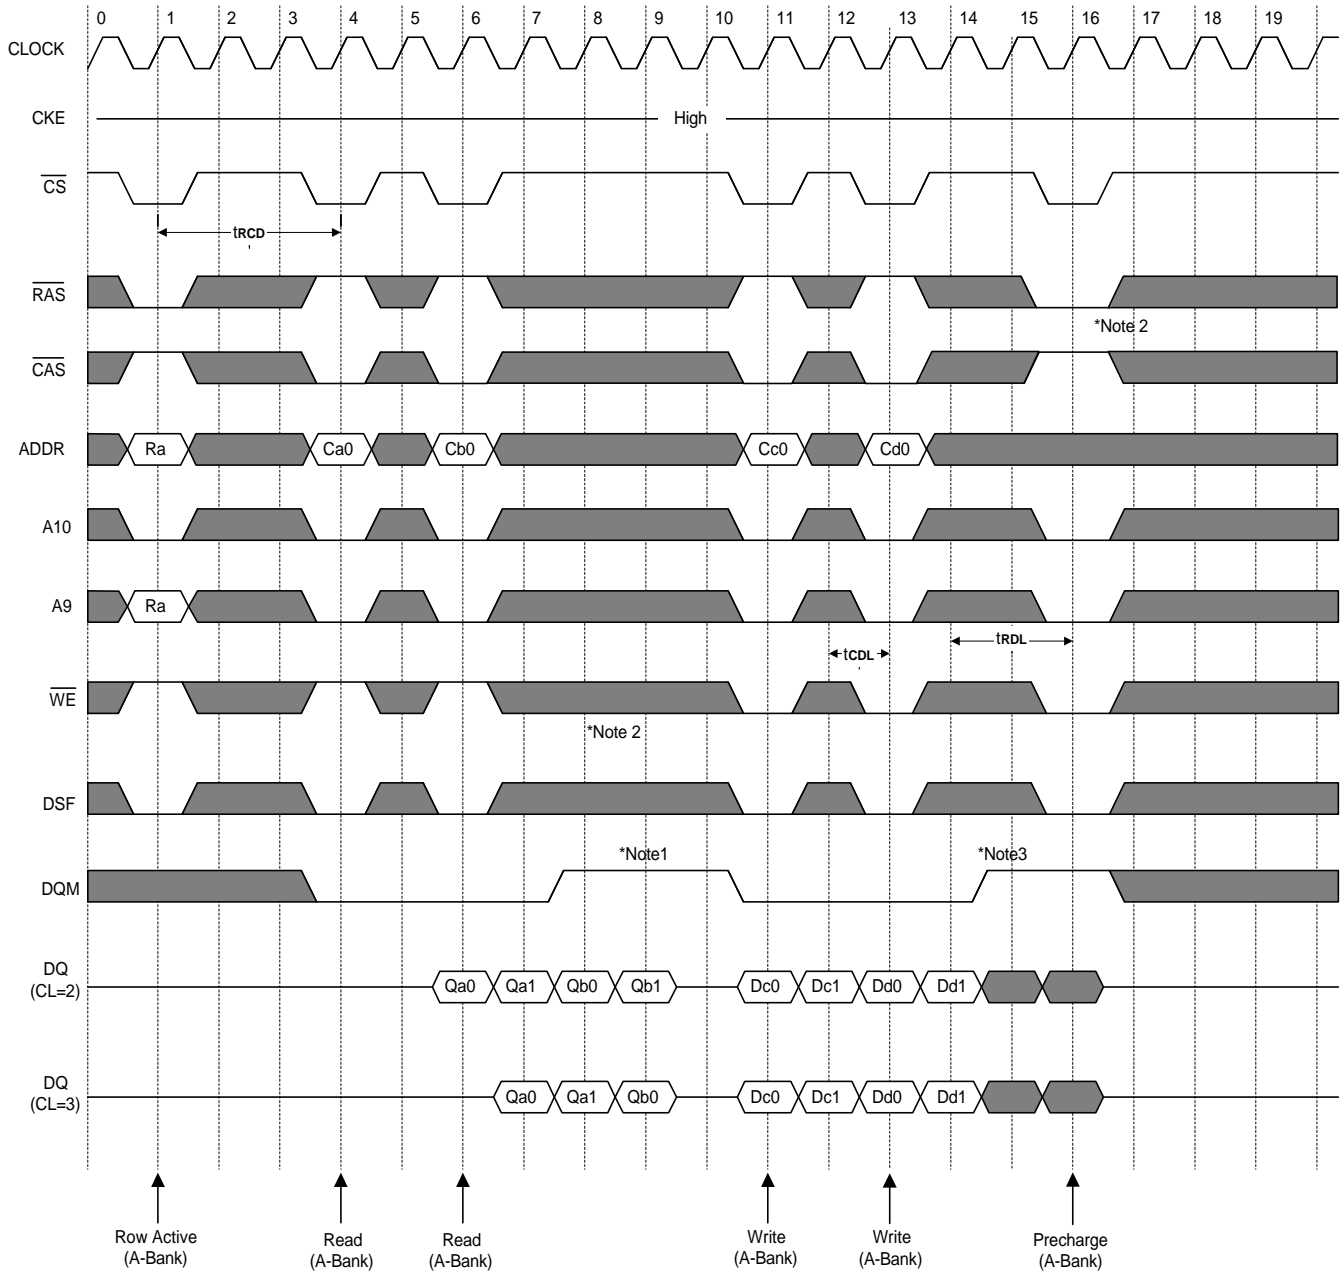 0 1 2 3 4 5 6 7 8 9 10 11 12 13 14 15 16 17 18 19
CLOCK
CKE High
CS
tRCD
RAS
*Note 2
CAS
ADDR Ra Ca0 Cb0 Cc0 Cd0
A10
A9 Ra
tCDL tRDL
WE
*Note 2
DSF
*Note1 *Note3
DQM
DQ
(CL=2) Qa0 Qa1 Qb0 Qb1 Dc0 Dc1 Dd0 Dd1
DQ
(CL=3) Qa0 Qa1 Qb0 Dc0 Dc1 Dd0 Dd1
Row Active
(A-Bank)
Read
(A-Bank)
Read
(A-Bank)
Write
(A-Bank)
Write
(A-Bank)
Precharge
(A-Bank)